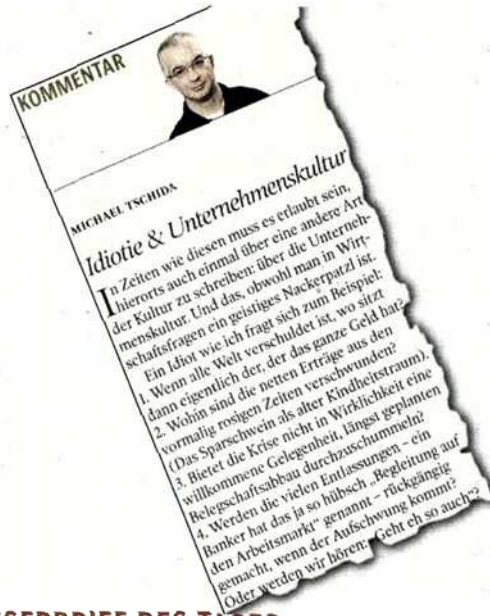 KOMMENTAR
MICHAEL TSCHIDA
Idiotie & Unternehmenskultur
In Zeiten wie diesen muss es erlaubt sein,
hierorts auch einmal über eine andere Art
der Kultur zu schreiben: über die Unterneh-
menskultur. Und das, obwohl man in Wirt-
schaftsfragen ein geistiges Nackerpatzl ist.
Ein Idiot wie ich fragt sich zum Beispiel:
1. Wenn alle Welt verschuldet ist, wo sitzt
dann eigentlich der, der das ganze Geld hat?
2. Wohin sind die netten Erträge aus den
vormalig rosigen Zeiten verschwunden?
(Das Sparschwein als alter Kindheitstraum).
3. Bietet die Krise nicht in Wirklichkeit eine
willkommene Gelegenheit, längst geplanten
Belegschaftsabbau durchzuschummeln?
4. Werden die vielen Entlassungen – ein
Banker hat das ja so hübsch „Begleitung auf
den Arbeitsmarkt“ genannt – rückgängig
gemacht, wenn der Aufschwung kommt?
Oder werden wir hören: „Geht eh so auch“?